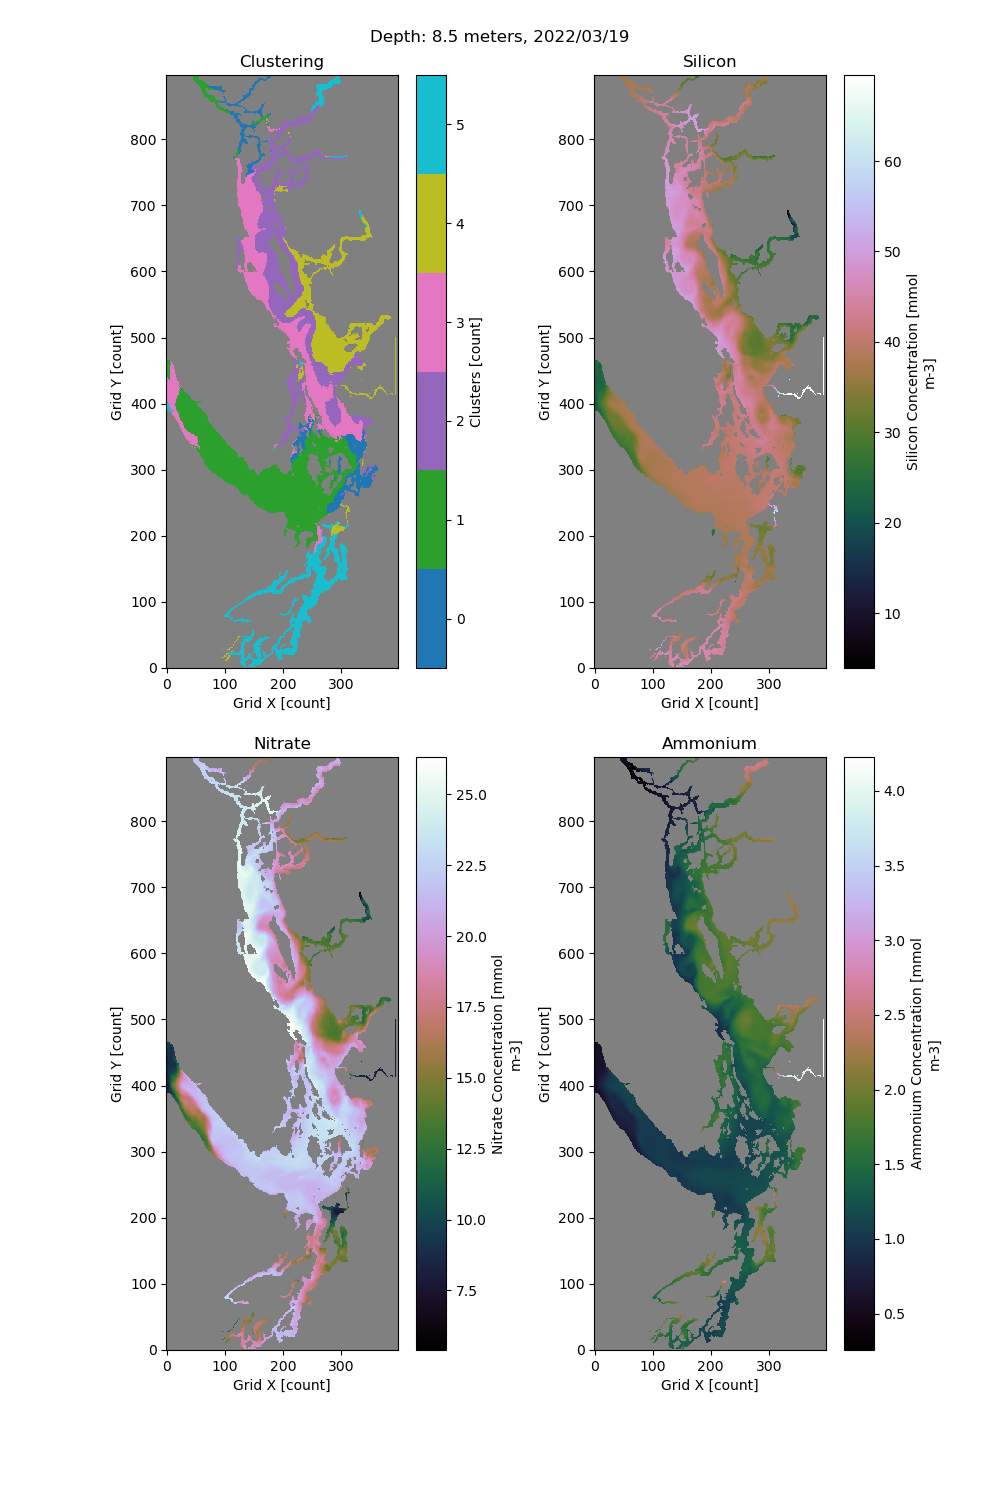 Depth: 8.5 meters, 2022/03/19
Clustering
Silicon
800
700
600
500
400
300
200
100
0
0 100 200 300
Grid X [count]
Grid Y [count]
5
4
3
2
1
0
Clusters [count]
800
700
600
500
400
300
200
100
0
0 100 200 300
Grid X [count]
Grid Y [count]
60
50
40
30
20
10
Silicon Concentration [mmol
m-3]
Nitrate
Ammonium
800
700
600
500
400
300
200
100
0
0 100 200 300
Grid X [count]
Grid Y [count]
25.0
22.5
20.0
17.5
15.0
12.5
10.0
7.5
Nitrate Concentration [mmol
m-3]
800
700
600
500
400
300
200
100
0
0 100 200 300
Grid X [count]
Grid Y [count]
4.0
3.5
3.0
2.5
2.0
1.5
1.0
0.5
Ammonium Concentration [mmol
m-3]